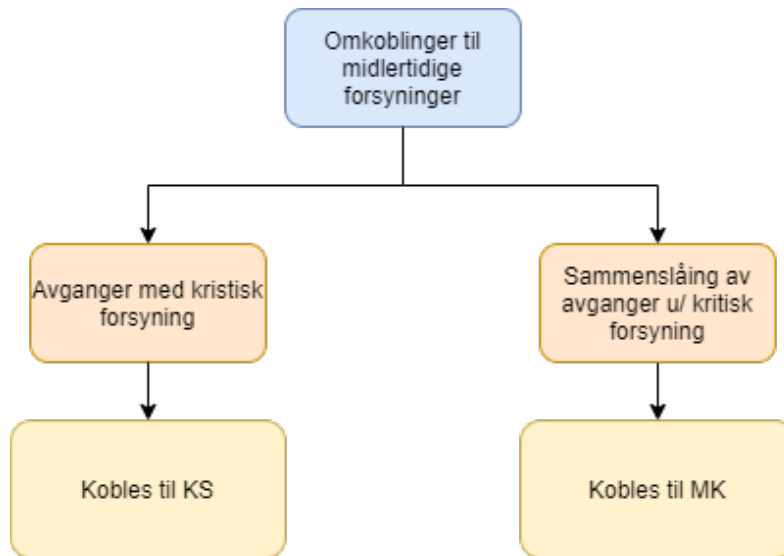 Omkoblinger til
midlertidige
forsyninger
Avganger med kristisk
forsyning
Sammenslåing av
avganger u/ kritisk
forsyning
Kobles til KS
Kobles til MK